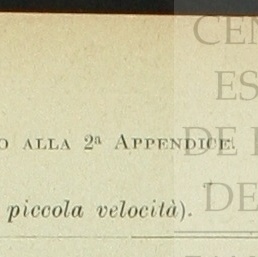 CEN
ES
O ALLA 2ª APPENDICE.
DE
DE
piccola velocità).